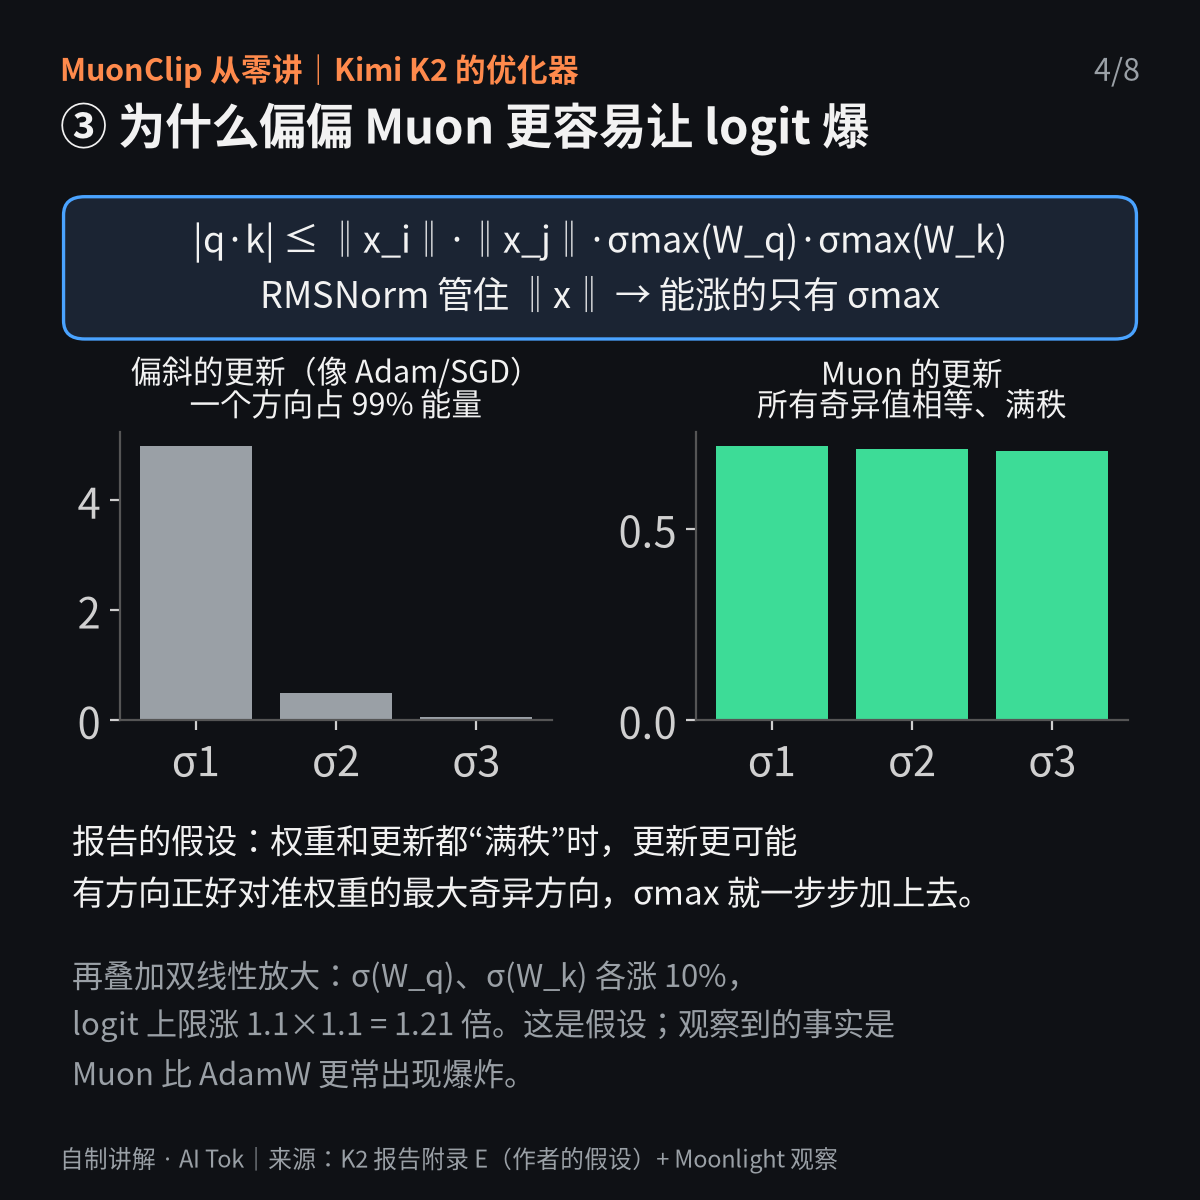 MuonClip 从零讲｜Kimi K2 的优化器
4/8
③ 为什么偏偏 Muon 更容易让 logit 爆
|q·k| ≤ ‖x_i‖·‖x_j‖·σmax(W_q)·σmax(W_k)
RMSNorm 管住 ‖x‖ → 能涨的只有 σmax
偏斜的更新（像 Adam/SGD）
一个方向占 99% 能量
4
2
0
σ1 σ2 σ3
Muon 的更新
所有奇异值相等、满秩
0.5
0.0
σ1 σ2 σ3
报告的假设：权重和更新都“满秩”时，更新更可能
有方向正好对准权重的最大奇异方向，σmax 就一步步加上去。
再叠加双线性放大：σ(W_q)、σ(W_k) 各涨 10%，
logit 上限涨 1.1×1.1 = 1.21 倍。这是假设；观察到的事实是
Muon 比 AdamW 更常出现爆炸。
自制讲解 · AI Tok｜来源：K2 报告附录 E（作者的假设）+ Moonlight 观察